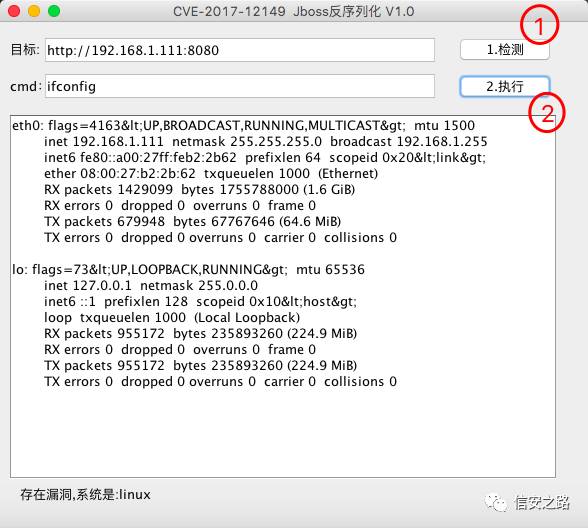 CVE-2017-12149 Jboss反序列化 V1.0
目标: http://192.168.1.111:8080 1.检测 1
cmd: ifconfig 2.执行 2
eth0: flags=4163&lt;UP,BROADCAST,RUNNING,MULTICAST&gt; mtu 1500
inet 192.168.1.111 netmask 255.255.255.0 broadcast 192.168.1.255
inet6 fe80::a00:27ff:feb2:2b62 prefixlen 64 scopeid 0x20&lt;link&gt;
ether 08:00:27:b2:2b:62 txqueuelen 1000 (Ethernet)
RX packets 1429099 bytes 1755788000 (1.6 GiB)
RX errors 0 dropped 0 overruns 0 frame 0
TX packets 679948 bytes 67767646 (64.6 MiB)
TX errors 0 dropped 0 overruns 0 carrier 0 collisions 0
lo: flags=73&lt;UP,LOOPBACK,RUNNING&gt; mtu 65536
inet 127.0.0.1 netmask 255.0.0.0
inet6 ::1 prefixlen 128 scopeid 0x10&lt;host&gt;
loop txqueuelen 1000 (Local Loopback)
RX packets 955172 bytes 235893260 (224.9 MiB)
RX errors 0 dropped 0 overruns 0 frame 0
TX packets 955172 bytes 235893260 (224.9 MiB)
TX errors 0 dropped 0 overruns 0 carrier 0 collisions 0
存在漏洞,系统是:linux
信安之路